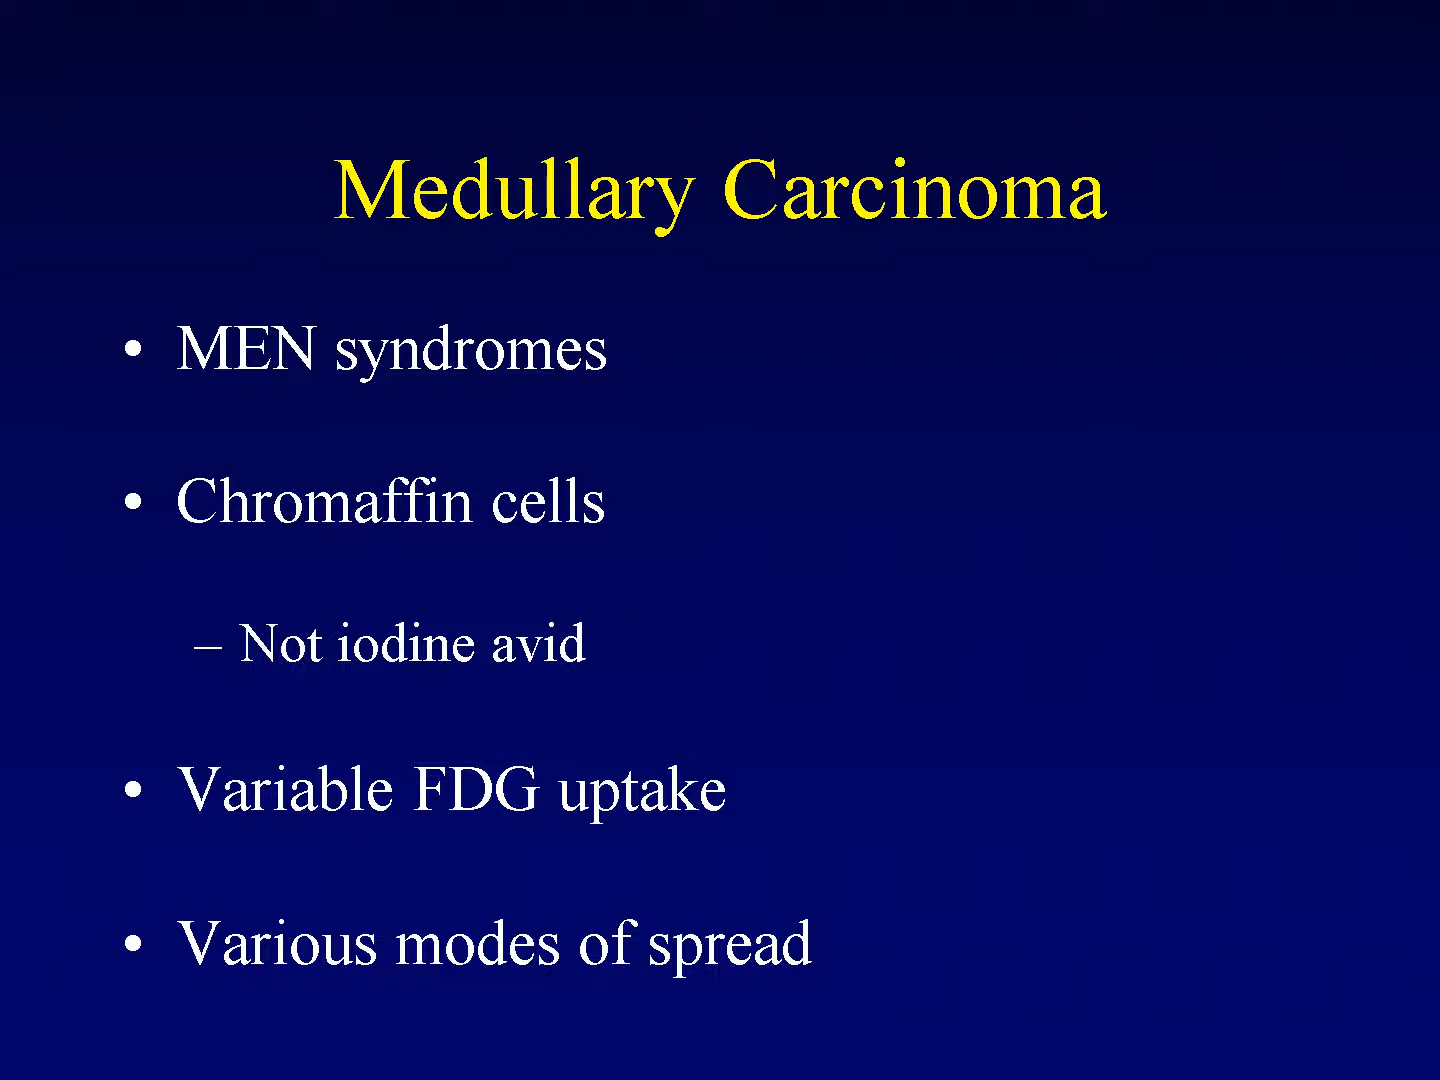 Medullary Carcinoma
• MEN syndromes
• Chromaffin cells
– Not iodine avid
• Variable FDG uptake
• Various modes of spread